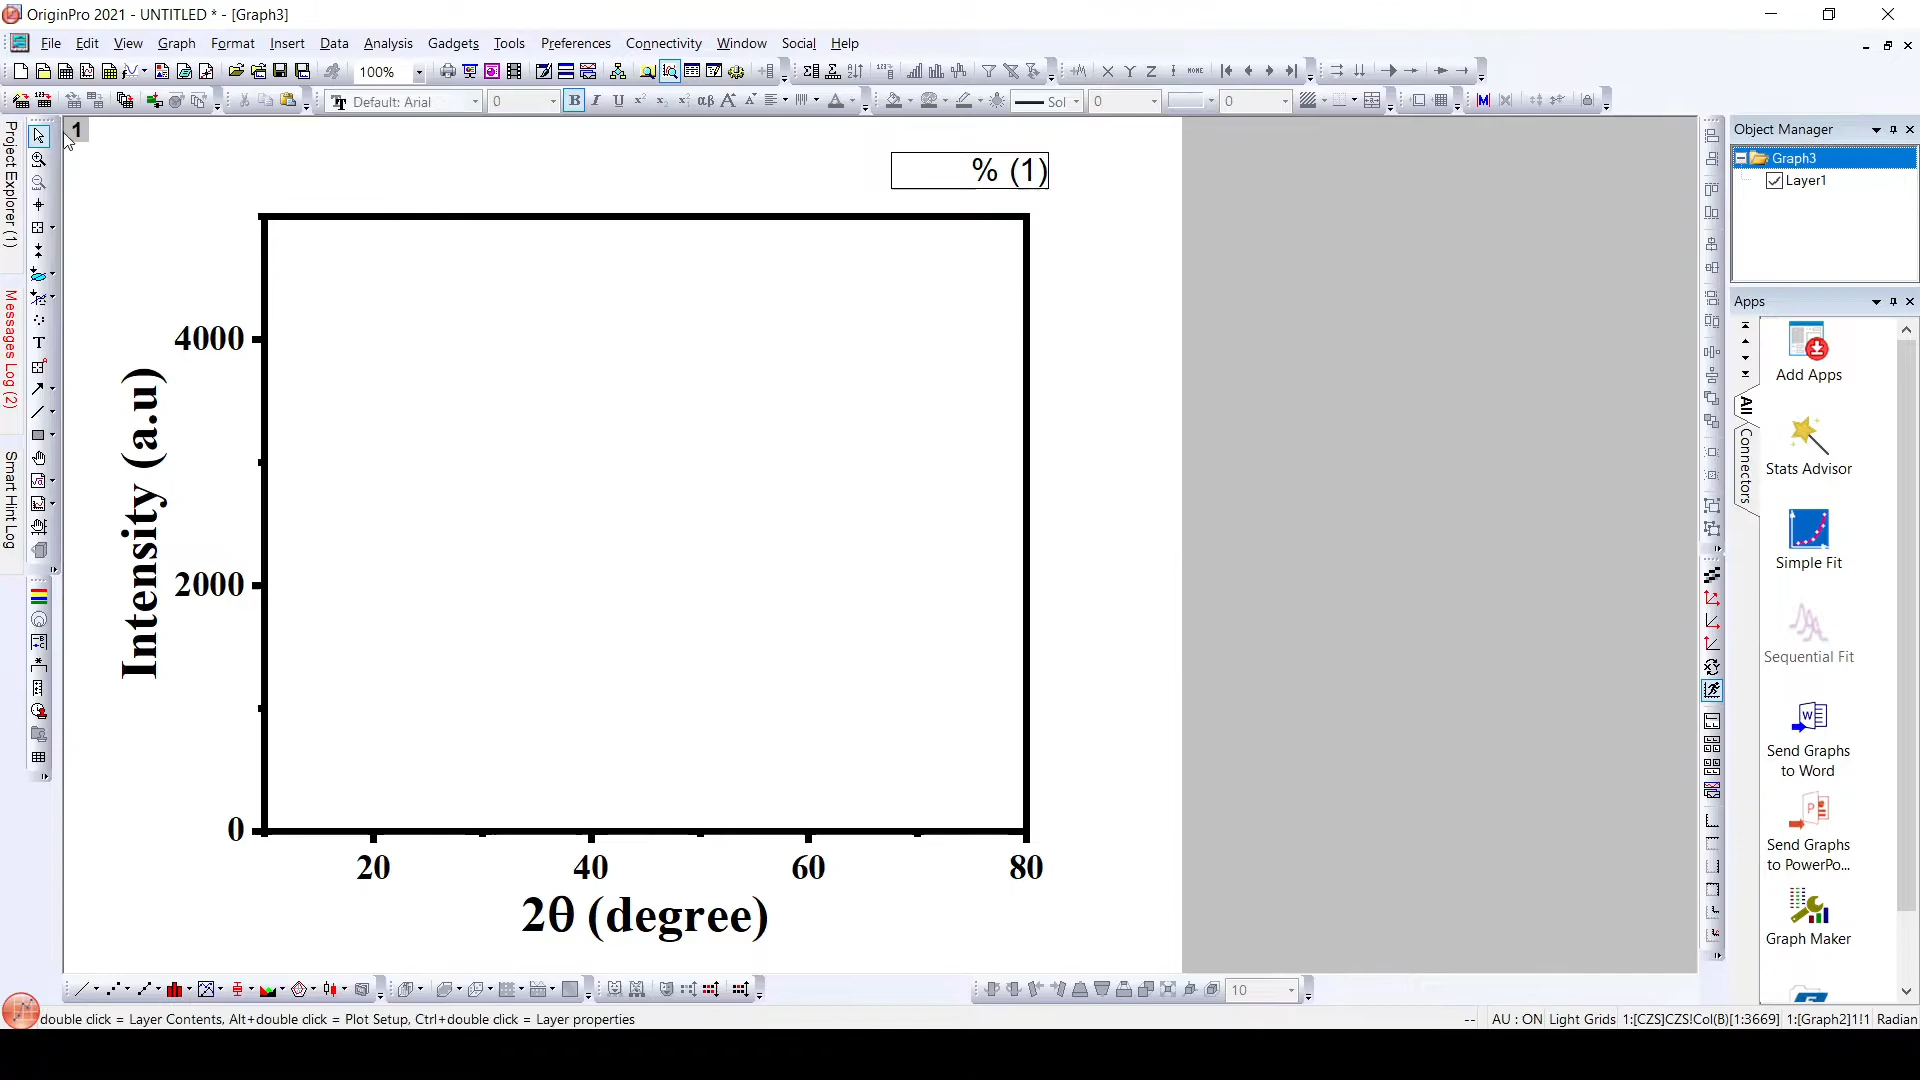 OriginPro 2021 - UNTITLED * - [Graph3]
File Edit View Graph Format Insert Data Analysis Gadgets Tools Preferences Connectivity Window Social Help
100%
Default: Arial 0 B I U Sol 0 0
Project Explorer (1)
Messages Log (2)
Smart Hint Log
1
% (1)
4000
2000
0
20 40 60 80
Intensity (a.u)
2θ (degree)
Object Manager
Graph3
Layer1
Apps
All
Connectors
Add Apps
Stats Advisor
Simple Fit
Sequential Fit
Send Graphs
to Word
Send Graphs
to PowerPo...
Graph Maker
10
double click = Layer Contents, Alt+double click = Plot Setup, Ctrl+double click = Layer properties
-- AU : ON Light Grids 1:[CZS]CZS!Col(B)[1:3669] 1:[Graph2]1!1 Radian